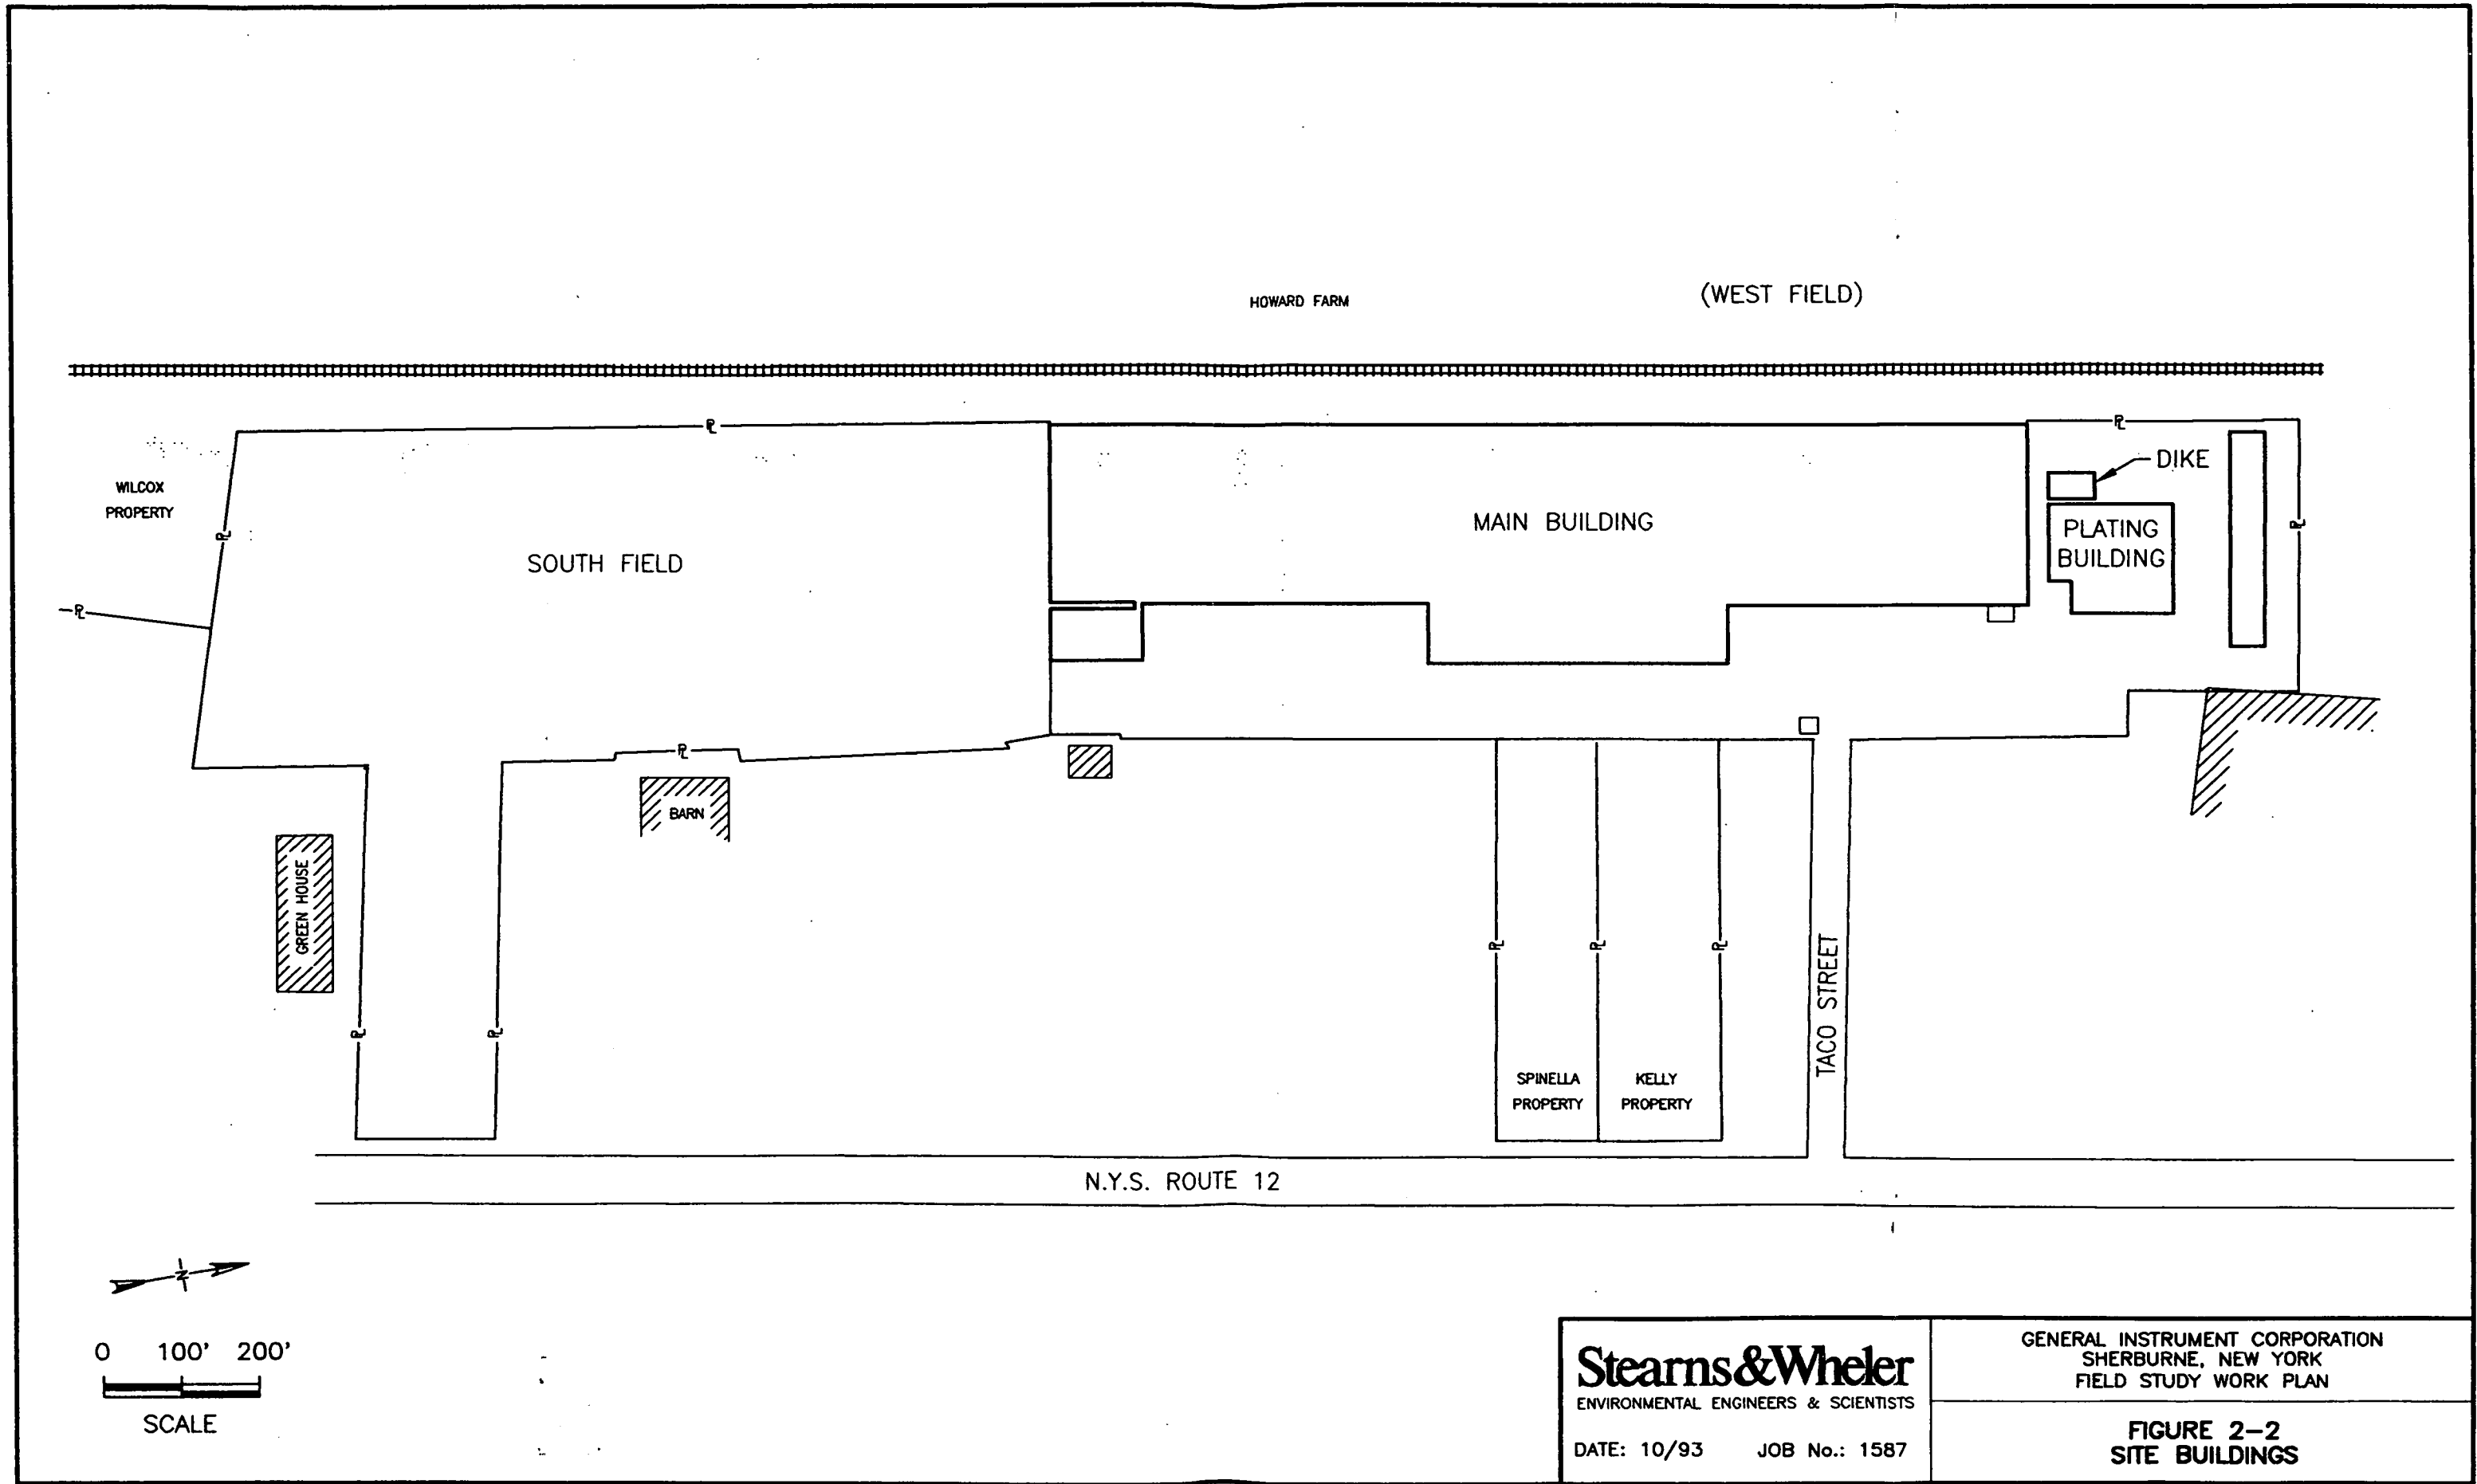 HOWARD FARM
(WEST FIELD)
℄
℄
WILCOX
PROPERTY
DIKE
MAIN BUILDING
PLATING
BUILDING
SOUTH FIELD
BARN
GREEN HOUSE
TACO STREET
SPINELLA
PROPERTY
KELLY
PROPERTY
N.Y.S. ROUTE 12
N
0 100' 200'
SCALE
Stearns&Wheler
ENVIRONMENTAL ENGINEERS & SCIENTISTS
DATE: 10/93 JOB No.: 1587
GENERAL INSTRUMENT CORPORATION
SHERBURNE, NEW YORK
FIELD STUDY WORK PLAN
FIGURE 2-2
SITE BUILDINGS